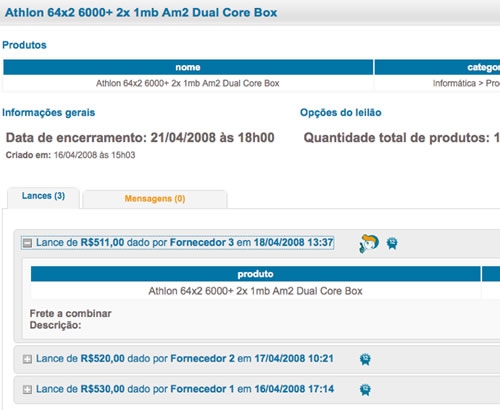 Athlon 64x2 6000+ 2x 1mb Am2 Dual Core Box
Produtos
nome
Athlon 64x2 6000+ 2x 1mb Am2 Dual Core Box
Informática > Pro
Informações gerais
Opções do leilão
Data de encerramento: 21/04/2008 às 18h00
Quantidade total de produtos: 1
Criado em: 16/04/2008 às 15h03
Lances (3)
Mensagens (0)
Lance de R$511,00 dado por Fornecedor 3 em 18/04/2008 13:37
produto
Athlon 64x2 6000+ 2x 1mb Am2 Dual Core Box
Frete a combinar
Descrição:
Lance de R$520,00 dado por Fornecedor 2 em 17/04/2008 10:21
Lance de R$530,00 dado por Fornecedor 1 em 16/04/2008 17:14